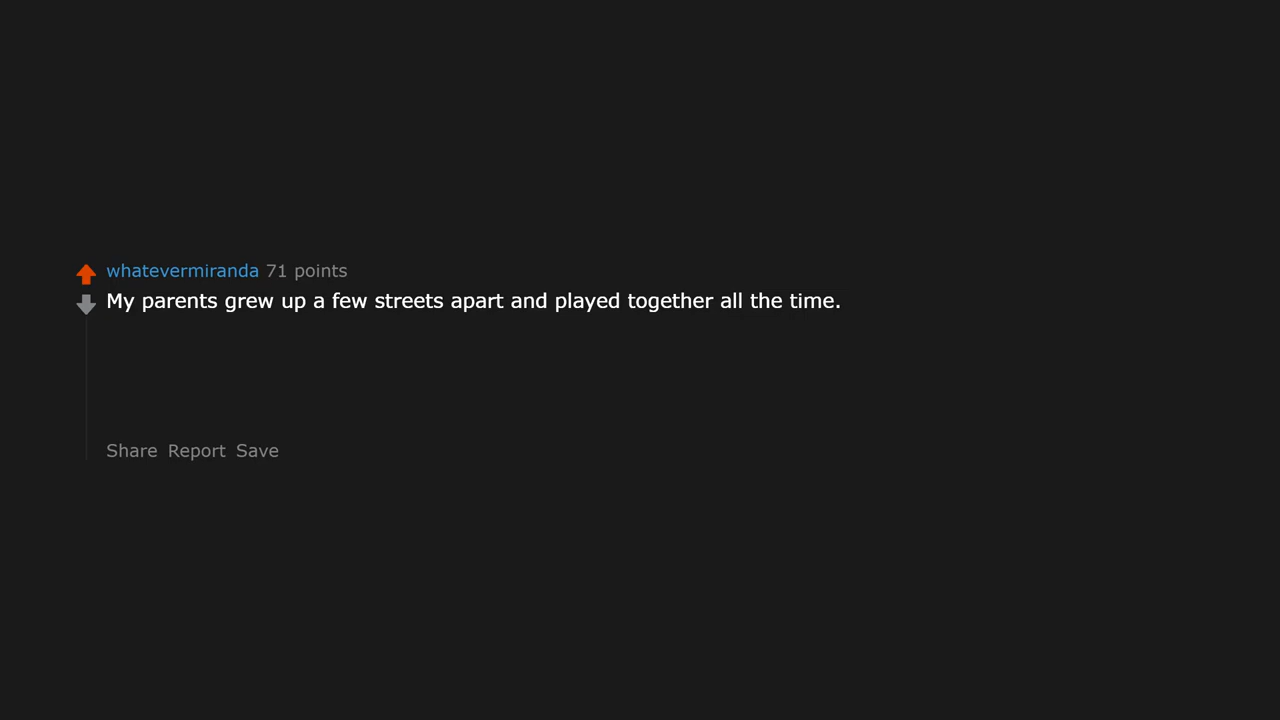 whatevermiranda 71 points
My parents grew up a few streets apart and played together all the time.
Share Report Save